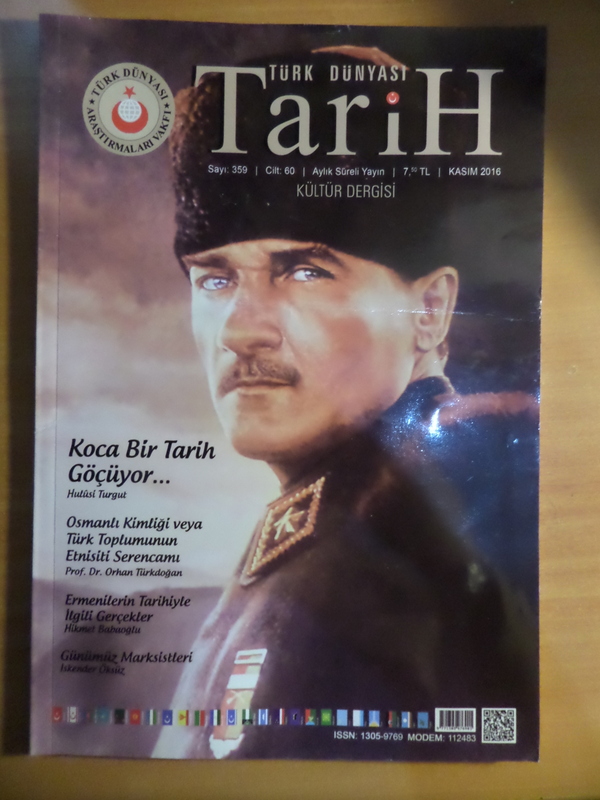 TÜRK DÜNYASI
ARAŞTIRMALARI VAKFI
TÜRK DÜNYASI
TariH
Sayı: 359 | Cilt: 60 | Aylık Süreli Yayın | 7,50 TL | KASIM 2016
KÜLTÜR DERGİSİ
Koca Bir Tarih
Göçüyor...
Hulûsi Turgut
Osmanlı Kimliği veya
Türk Toplumunun
Etnisiti Serencamı
Prof. Dr. Orhan Türkdoğan
Ermenilerin Tarihiyle
İlgili Gerçekler
Hikmet Babaoğlu
Günümüz Marksistleri
İskender Öksüz
ISSN: 1305-9769 MODEM: 112483